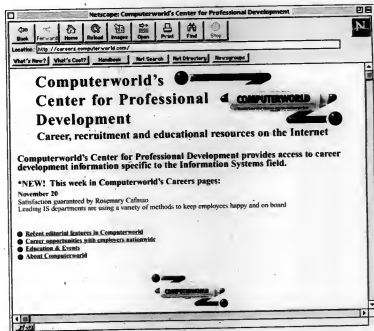 Netscape: Computerworld's Center for Professional Development
Back Forward Home Reload Images Open Print Find Stop
N
Location: http://careers.computerworld.com/
What's New? What's Cool? Handbook Net Search Net Directory Newsgroups
Computerworld's
Center for Professional
COMPUTERWORLD
Development
Career, recruitment and educational resources on the Internet
Computerworld's Center for Professional Development provides access to career
development information specific to the Information Systems field.
*NEW! This week in Computerworld's Careers pages:
November 20
Satisfaction guaranteed by Rosemary Cafasso
Leading IS departments are using a variety of methods to keep employees happy and on board
Recent editorial features in Computerworld
Career opportunities with employers nationwide
Education & Events
About Computerworld
COMPUTERWORLD